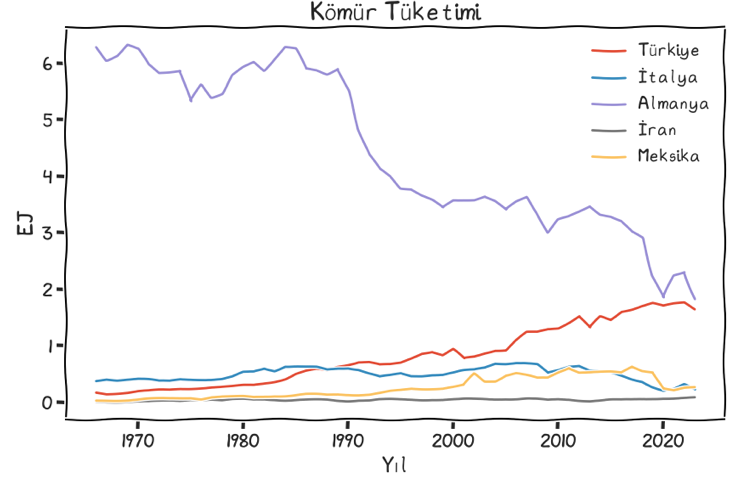 Kömür Tüketimi
Türkiye
İtalya
Almanya
İran
Meksika
EJ
6
5
4
3
2
1
0
1970 1980 1990 2000 2010 2020
Yıl